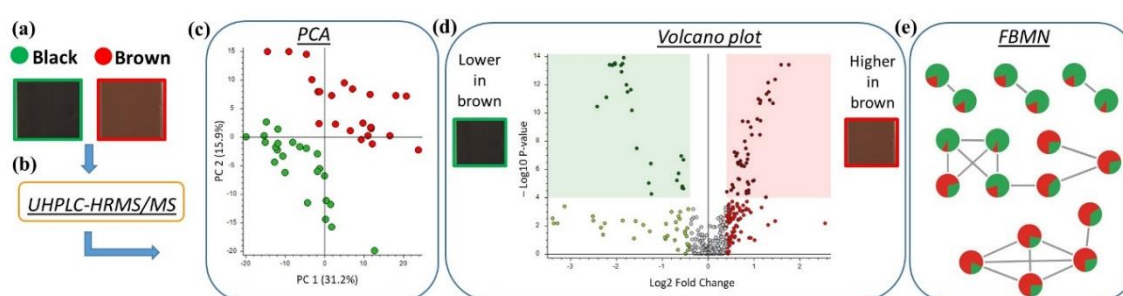 (a)
Black Brown
(b)
UHPLC-HRMS/MS
(c)
PCA
PC 2 (15.9%)
15
10
5
0
-5
-10
-15
-20
-20 -10 0 10 20
PC 1 (31.2%)
(d)
Volcano plot
Lower
in
brown
– Log10 P-value
14
12
10
8
6
4
2
0
-3 -2 -1 0 1 2
Log2 Fold Change
Higher
in
brown
(e)
FBMN